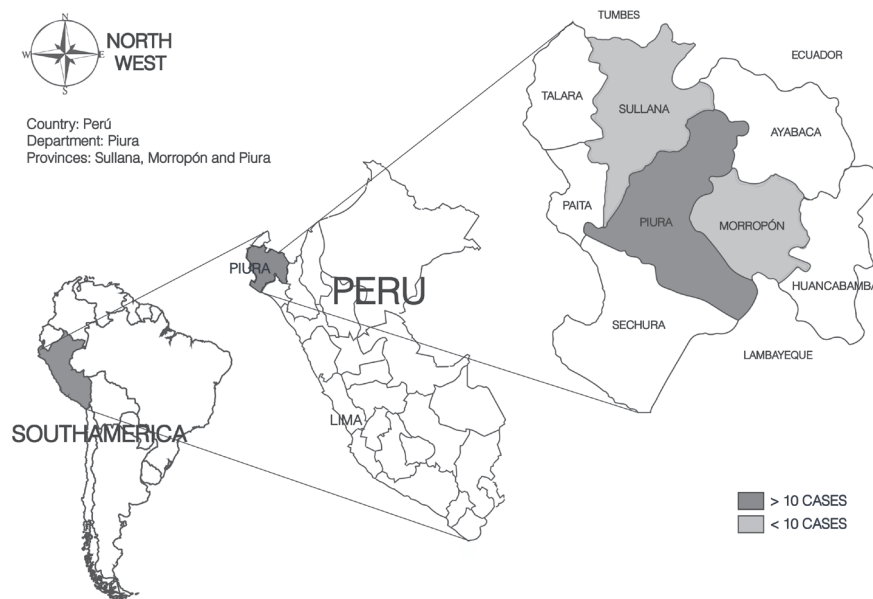 N
W
E
S
NORTH
WEST
Country: Perú
Department: Piura
Provinces: Sullana, Morropón and Piura
TUMBES
ECUADOR
TALARA
SULLANA
AYABACA
PAITA
PIURA
MORROPÓN
HUANCABAMBA
SECHURA
LAMBAYEQUE
PIURA
PERU
LIMA
SOUTHAMERICA
> 10 CASES
< 10 CASES